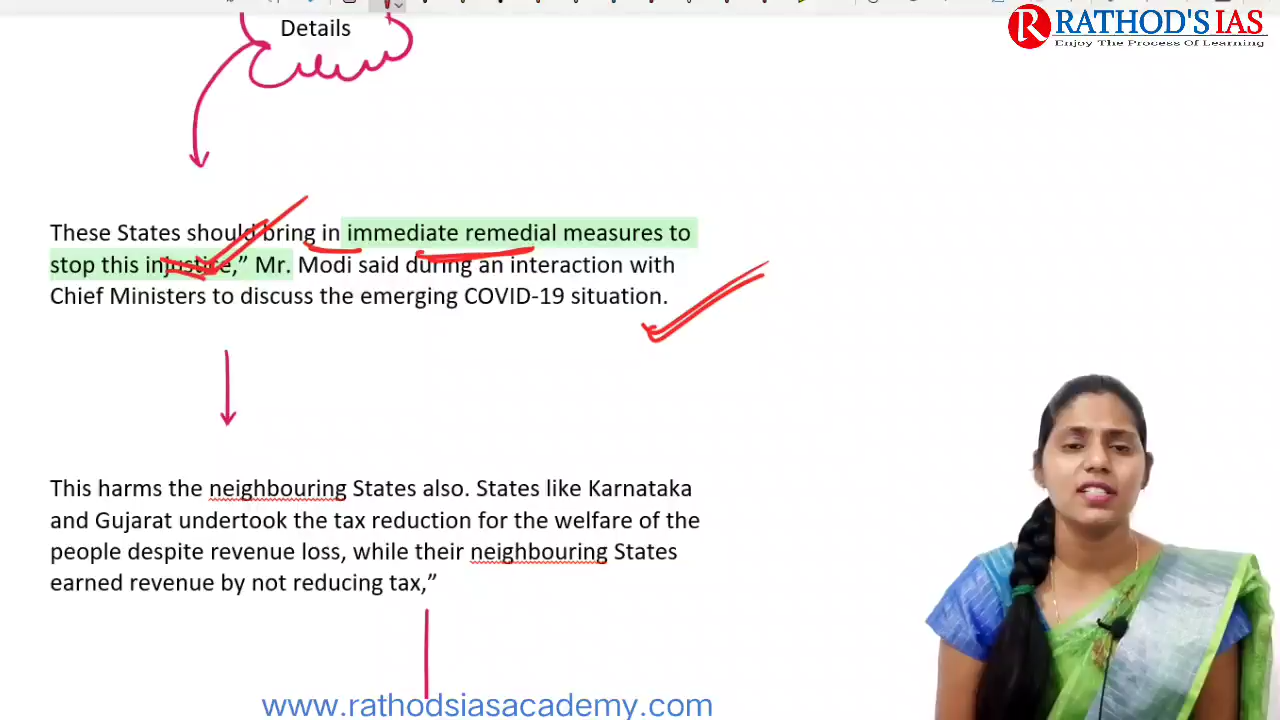 RATHOD'S IAS
Enjoy The Process Of Learning
Details
These States should bring in immediate remedial measures to
stop this injustice,” Mr. Modi said during an interaction with
Chief Ministers to discuss the emerging COVID-19 situation.
This harms the neighbouring States also. States like Karnataka
and Gujarat undertook the tax reduction for the welfare of the
people despite revenue loss, while their neighbouring States
earned revenue by not reducing tax,”
www.rathodsiasacademy.com